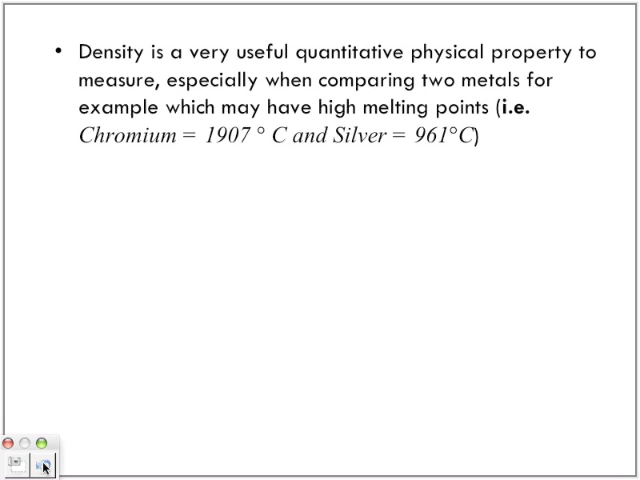 • Density is a very useful quantitative physical property to
measure, especially when comparing two metals for
example which may have high melting points (i.e.
Chromium = 1907 ° C and Silver = 961°C)